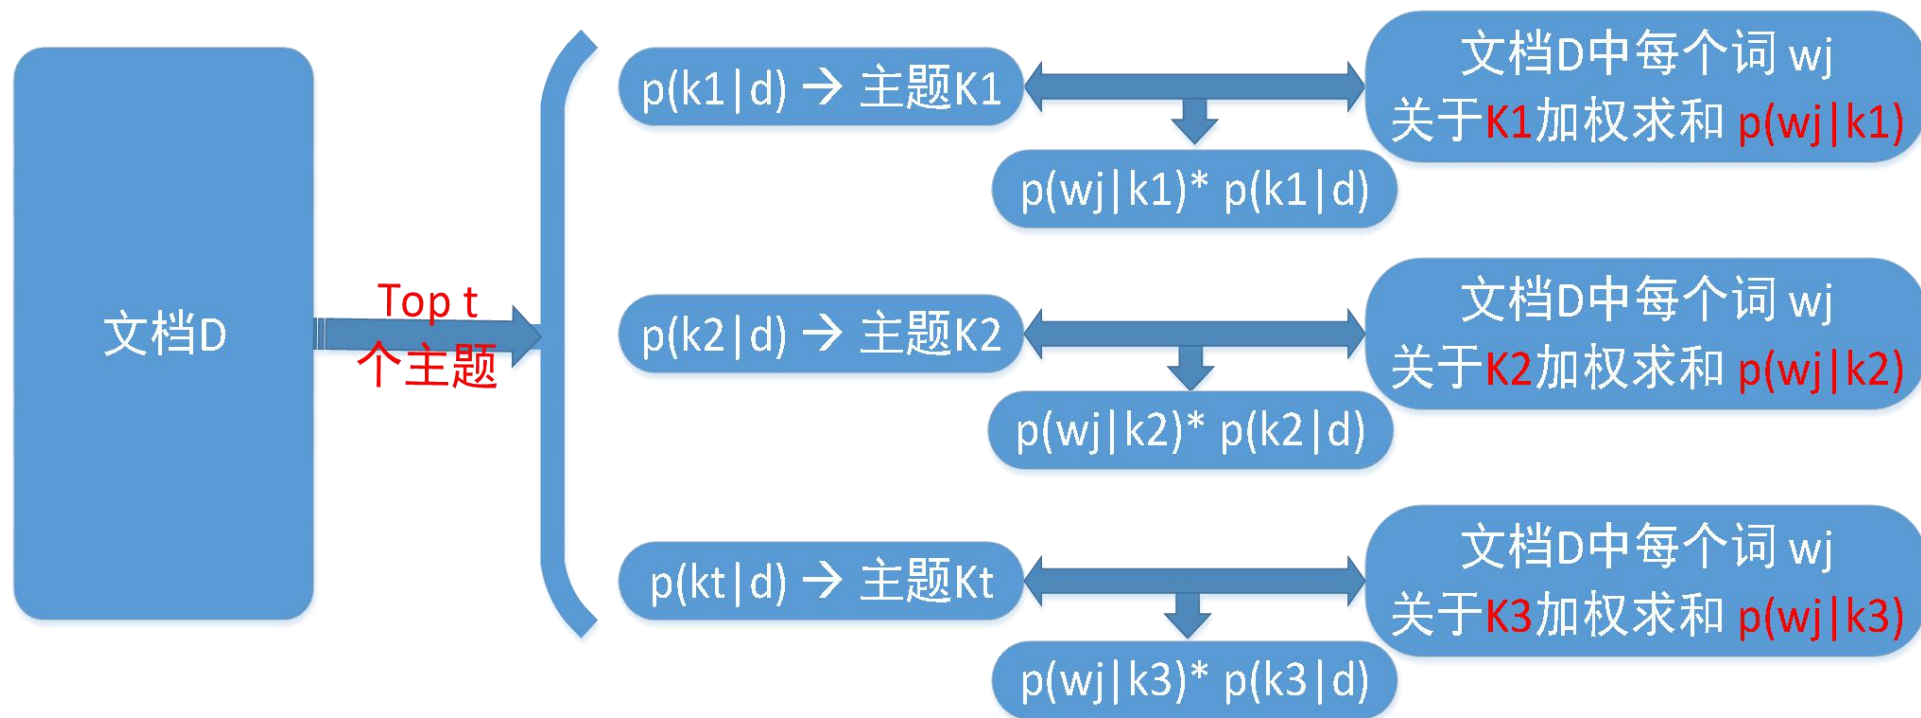 文档D
Top t
个主题
p(k1|d) → 主题K1
文档D中每个词 wj
关于K1加权求和 p(wj|k1)
p(wj|k1)* p(k1|d)
p(k2|d) → 主题K2
文档D中每个词 wj
关于K2加权求和 p(wj|k2)
p(wj|k2)* p(k2|d)
p(kt|d) → 主题Kt
文档D中每个词 wj
关于K3加权求和 p(wj|k3)
p(wj|k3)* p(k3|d)